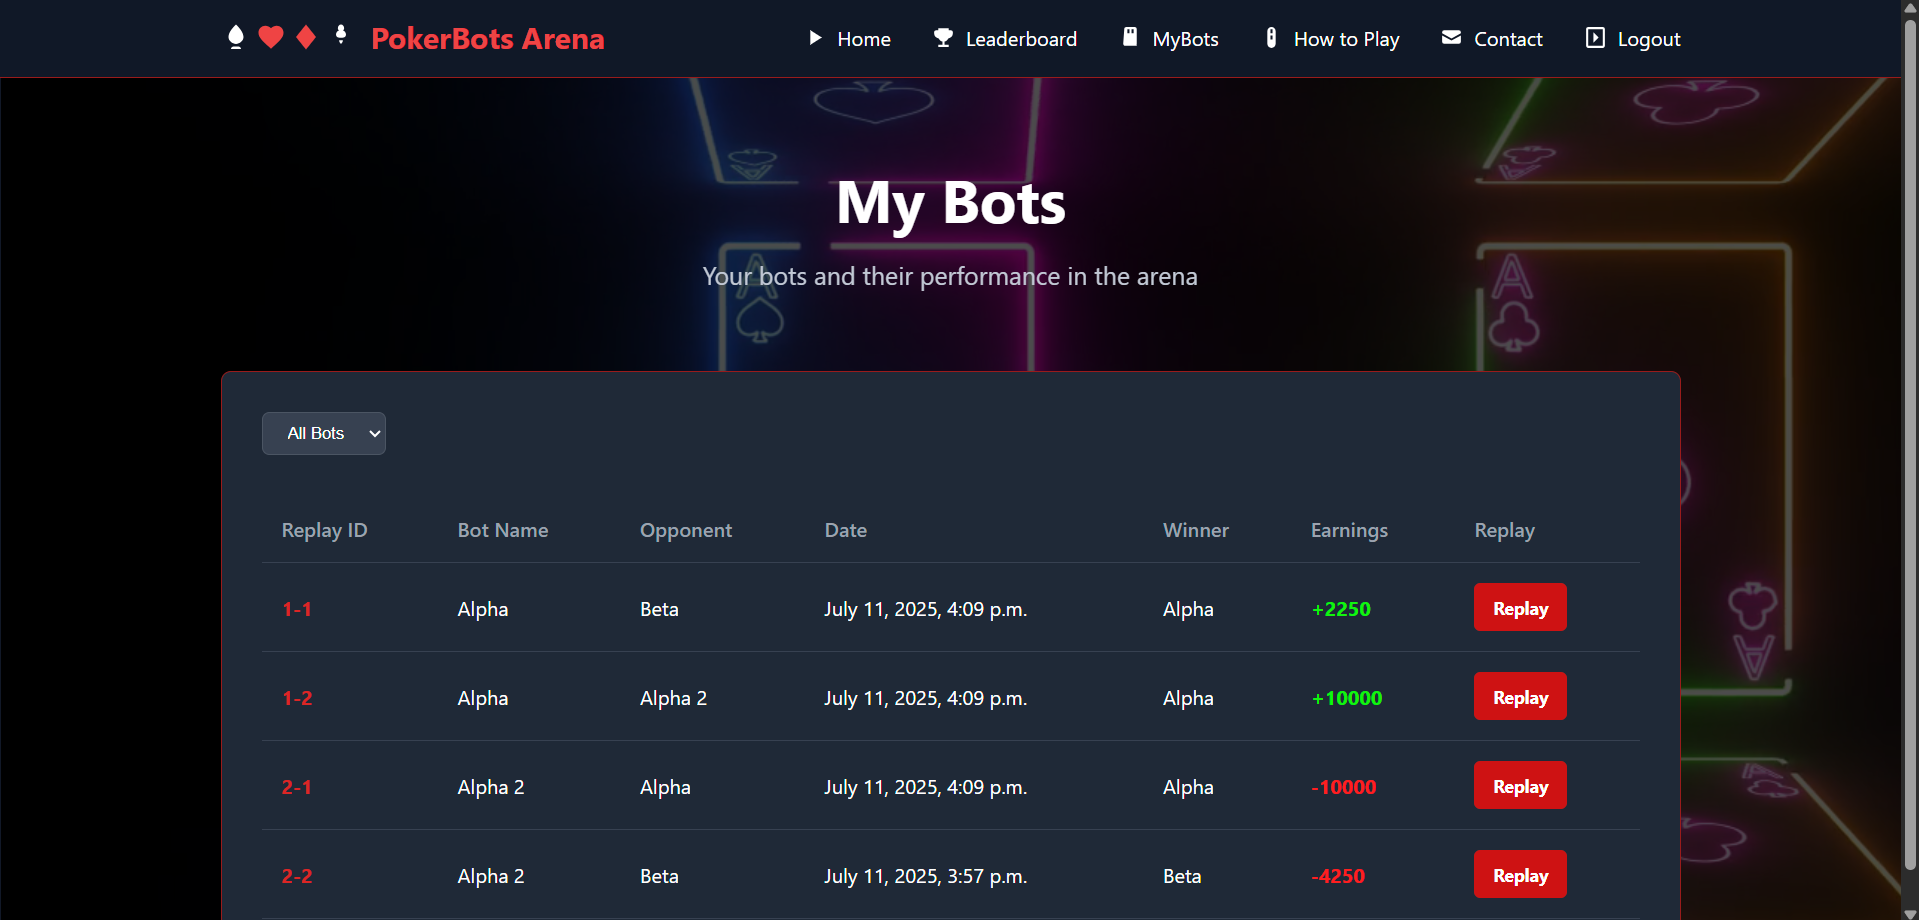 PokerBots Arena Home Leaderboard MyBots How to Play Contact Logout
My Bots
Your bots and their performance in the arena
All Bots
Replay ID Bot Name Opponent Date Winner Earnings Replay
1-1 Alpha Beta July 11, 2025, 4:09 p.m. Alpha +2250 Replay
1-2 Alpha Alpha 2 July 11, 2025, 4:09 p.m. Alpha +10000 Replay
2-1 Alpha 2 Alpha July 11, 2025, 4:09 p.m. Alpha -10000 Replay
2-2 Alpha 2 Beta July 11, 2025, 3:57 p.m. Beta -4250 Replay
A
A
A
A
A
A